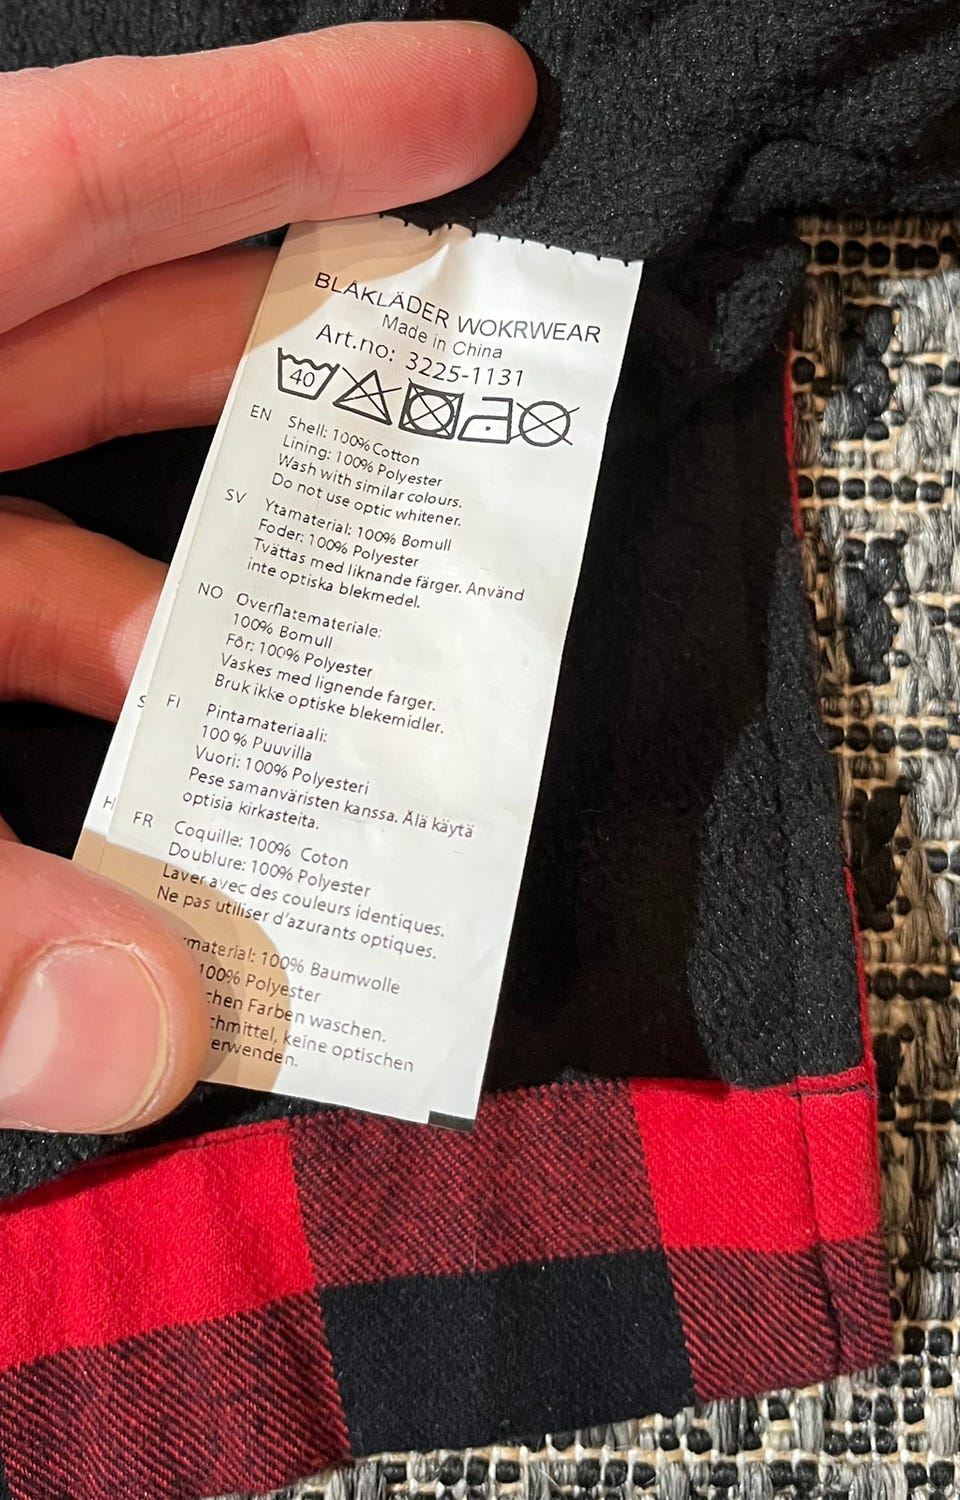 BLAKLÄDER WOKRWEAR
Made in China
Art.no: 3225-1131
40
EN Shell: 100% Cotton
Lining: 100% Polyester
Wash with similar colours.
Do not use optic whitener.
SV Ytamaterial: 100% Bomull
Foder: 100% Polyester
Tvättas med liknande färger. Använd
inte optiska blekmedel.
NO Overflatemateriale:
100% Bomull
Fôr: 100% Polyester
Vaskes med lignende farger.
Bruk ikke optiske blekemidler.
S
FI Pintamateriaali:
100 % Puuvilla
Vuori: 100% Polyesteri
Pese samanväristen kanssa. Älä käytä
optisia kirkasteita.
H
FR Coquille: 100% Coton
Doublure: 100% Polyester
Laver avec des couleurs identiques.
Ne pas utiliser d'azurants optiques.
material: 100% Baumwolle
100% Polyester
chen Farben waschen.
chmittel, keine optischen
erwenden.